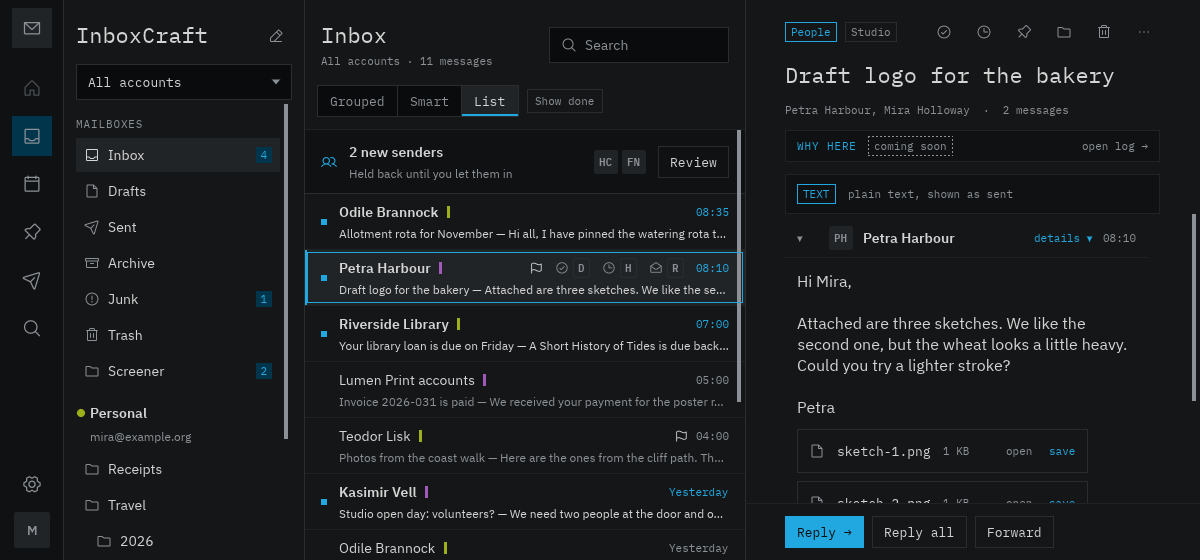 InboxCraft
All accounts
MAILBOXES
Inbox 4
Drafts
Sent
Archive
Junk 1
Trash
Screener 2
Personal
mira@example.org
Receipts
Travel
2026
M
Inbox
All accounts · 11 messages
Search
Grouped Smart List Show done
2 new senders
Held back until you let them in
HC FN Review
Odile Brannock 08:35
Allotment rota for November — Hi all, I have pinned the watering rota t...
Petra Harbour D H R 08:10
Draft logo for the bakery — Attached are three sketches. We like the se...
Riverside Library 07:00
Your library loan is due on Friday — A Short History of Tides is due back...
Lumen Print accounts 05:00
Invoice 2026-031 is paid — We received your payment for the poster r...
Teodor Lisk 04:00
Photos from the coast walk — Here are the ones from the cliff path. Th...
Kasimir Vell Yesterday
Studio open day: volunteers? — We need two people at the door and o...
Odile Brannock Yesterday
People Studio
Draft logo for the bakery
Petra Harbour, Mira Holloway · 2 messages
WHY HERE coming soon open log →
TEXT plain text, shown as sent
▾ PH Petra Harbour details ▾ 08:10
Hi Mira,
Attached are three sketches. We like the
second one, but the wheat looks a little heavy.
Could you try a lighter stroke?
Petra
sketch-1.png 1 KB open save
sketch-2.png 1 KB open save
Reply → Reply all Forward